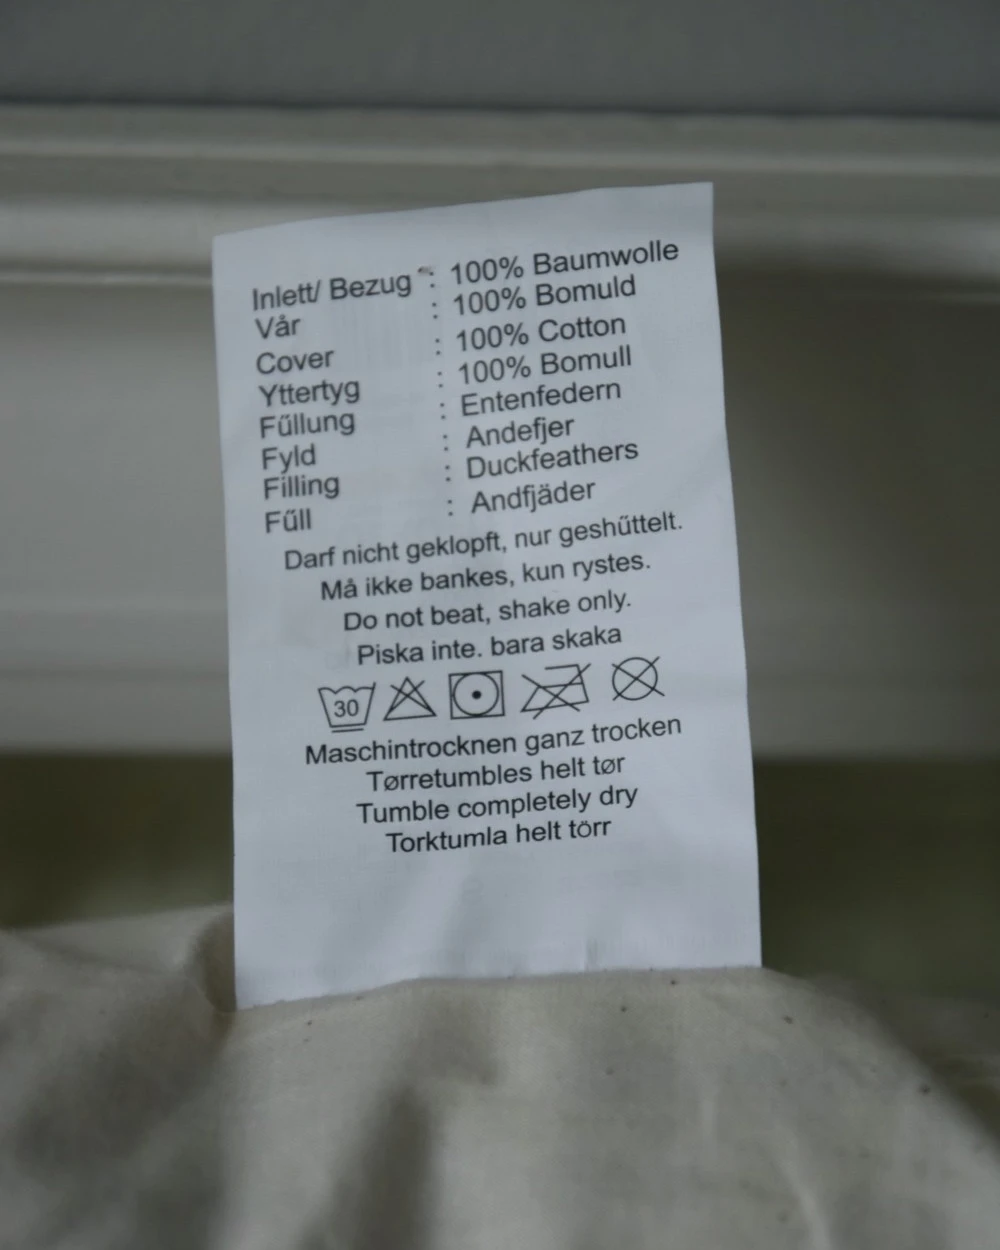 Inlett/ Bezug : 100% Baumwolle
Vår : 100% Bomuld
Cover : 100% Cotton
Yttertyg : 100% Bomull
Fűllung : Entenfedern
Fyld : Andefjer
Filling : Duckfeathers
Fűll : Andfjäder
Darf nicht geklopft, nur geshűttelt.
Må ikke bankes, kun rystes.
Do not beat, shake only.
Piska inte. bara skaka
30
Maschintrocknen ganz trocken
Tørretumbles helt tør
Tumble completely dry
Torktumla helt törr